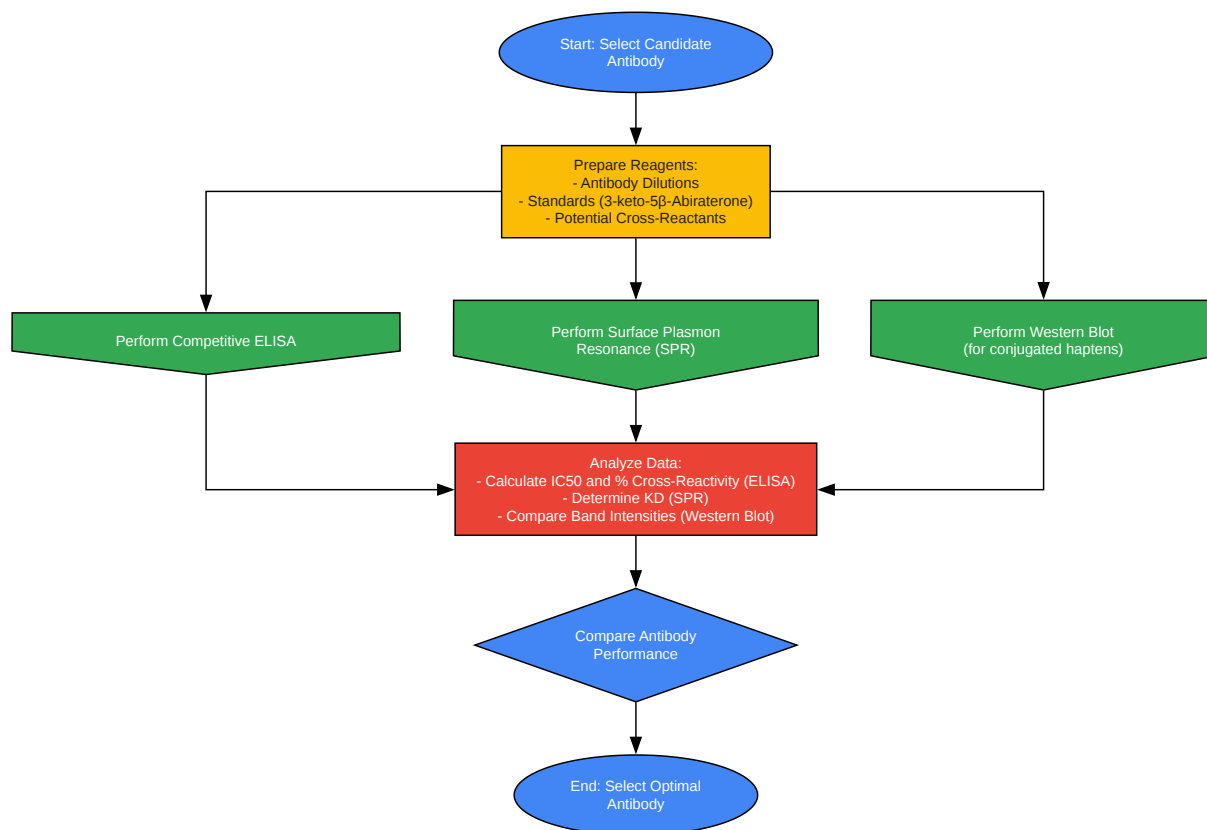 Start: Select Candidate
Antibody
Prepare Reagents:
- Antibody Dilutions
- Standards (3-keto-5β-Abiraterone)
- Potential Cross-Reactants
Perform Competitive ELISA
Perform Surface Plasmon
Resonance (SPR)
Perform Western Blot
(for conjugated haptens)
Analyze Data:
- Calculate IC50 and % Cross-Reactivity (ELISA)
- Determine KD (SPR)
- Compare Band Intensities (Western Blot)
Compare Antibody
Performance
End: Select Optimal
Antibody